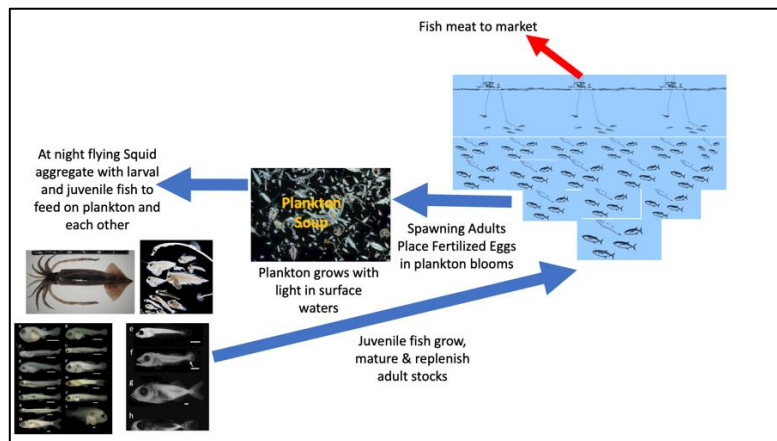 Fish meat to market
At night flying Squid
aggregate with larval
and juvenile fish to
feed on plankton and
each other
Plankton
Soup
Spawning Adults
Place Fertilized Eggs
in plankton blooms
Plankton grows with
light in surface
waters
Juvenile fish grow,
mature & replenish
adult stocks
e
f
g
h